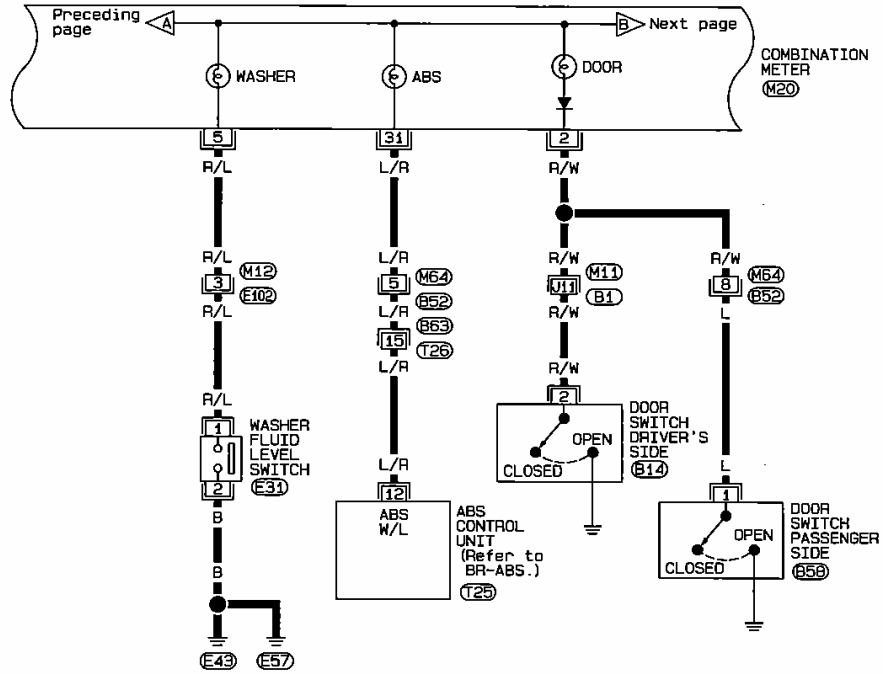 Preceding
page
A
B
Next page
WASHER
ABS
DOOR
COMBINATION
METER
M20
5
31
2
R/L
L/R
R/W
R/L
L/R
R/W
R/W
3
M12
E102
5
M64
B52
J11
M11
B1
8
M64
B52
R/L
L/R
R/W
L
15
B63
T26
L/R
R/L
R/W
1
WASHER
FLUID
LEVEL
SWITCH
E31
2
2
DOOR
SWITCH
DRIVER'S
SIDE
B14
OPEN
CLOSED
L/R
L
12
ABS
W/L
ABS
CONTROL
UNIT
(Refer to
BR-ABS.)
T25
1
DOOR
SWITCH
PASSENGER
SIDE
B58
OPEN
CLOSED
B
B
E43
E57